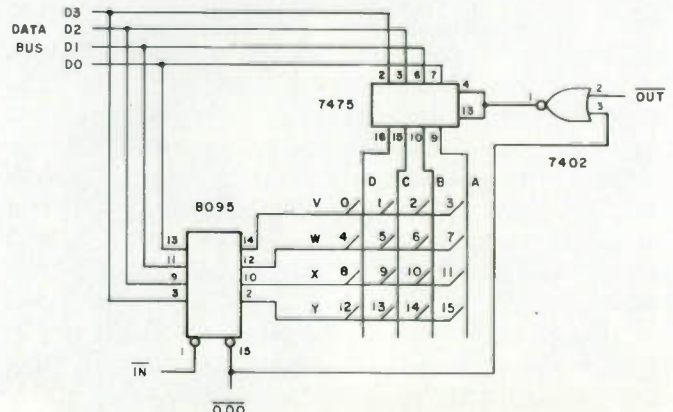 D3
DATA D2
BUS D1
D0
2 3 6 7
7475
4
13
1
2
3
OUT
7402
16 15 10 9
D C B A
8095
V 0 1 2 3
W 4 5 6 7
X 8 9 10 11
Y 12 13 14 15
13 14
11 12
9 10
3 2
1 15
IN
000